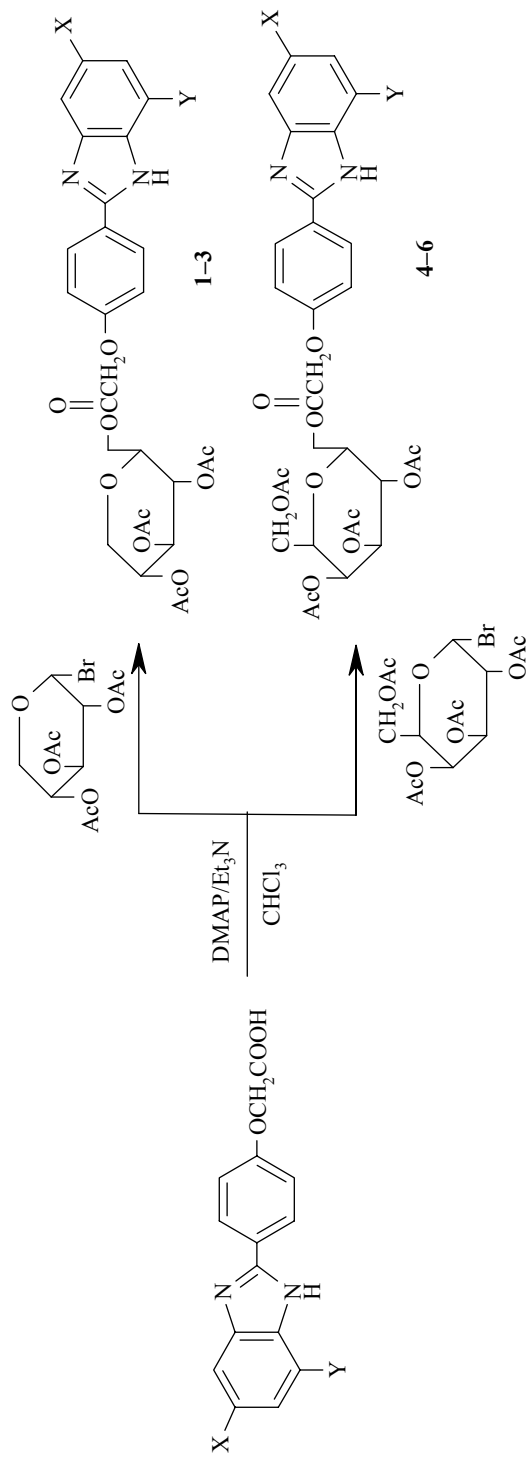 X
N
N
H
Y
OCH₂COOH
DMAP/Et₃N
CHCl₃
O
OAc
AcO
Br
OAc
CH₂OAc
O
OAc
AcO
Br
OAc
O
OCCH₂O
O
OAc
AcO
OAc
N
N
H
X
Y
1–3
CH₂OAc
O
OCCH₂O
O
OAc
AcO
OAc
N
N
H
X
Y
4–6